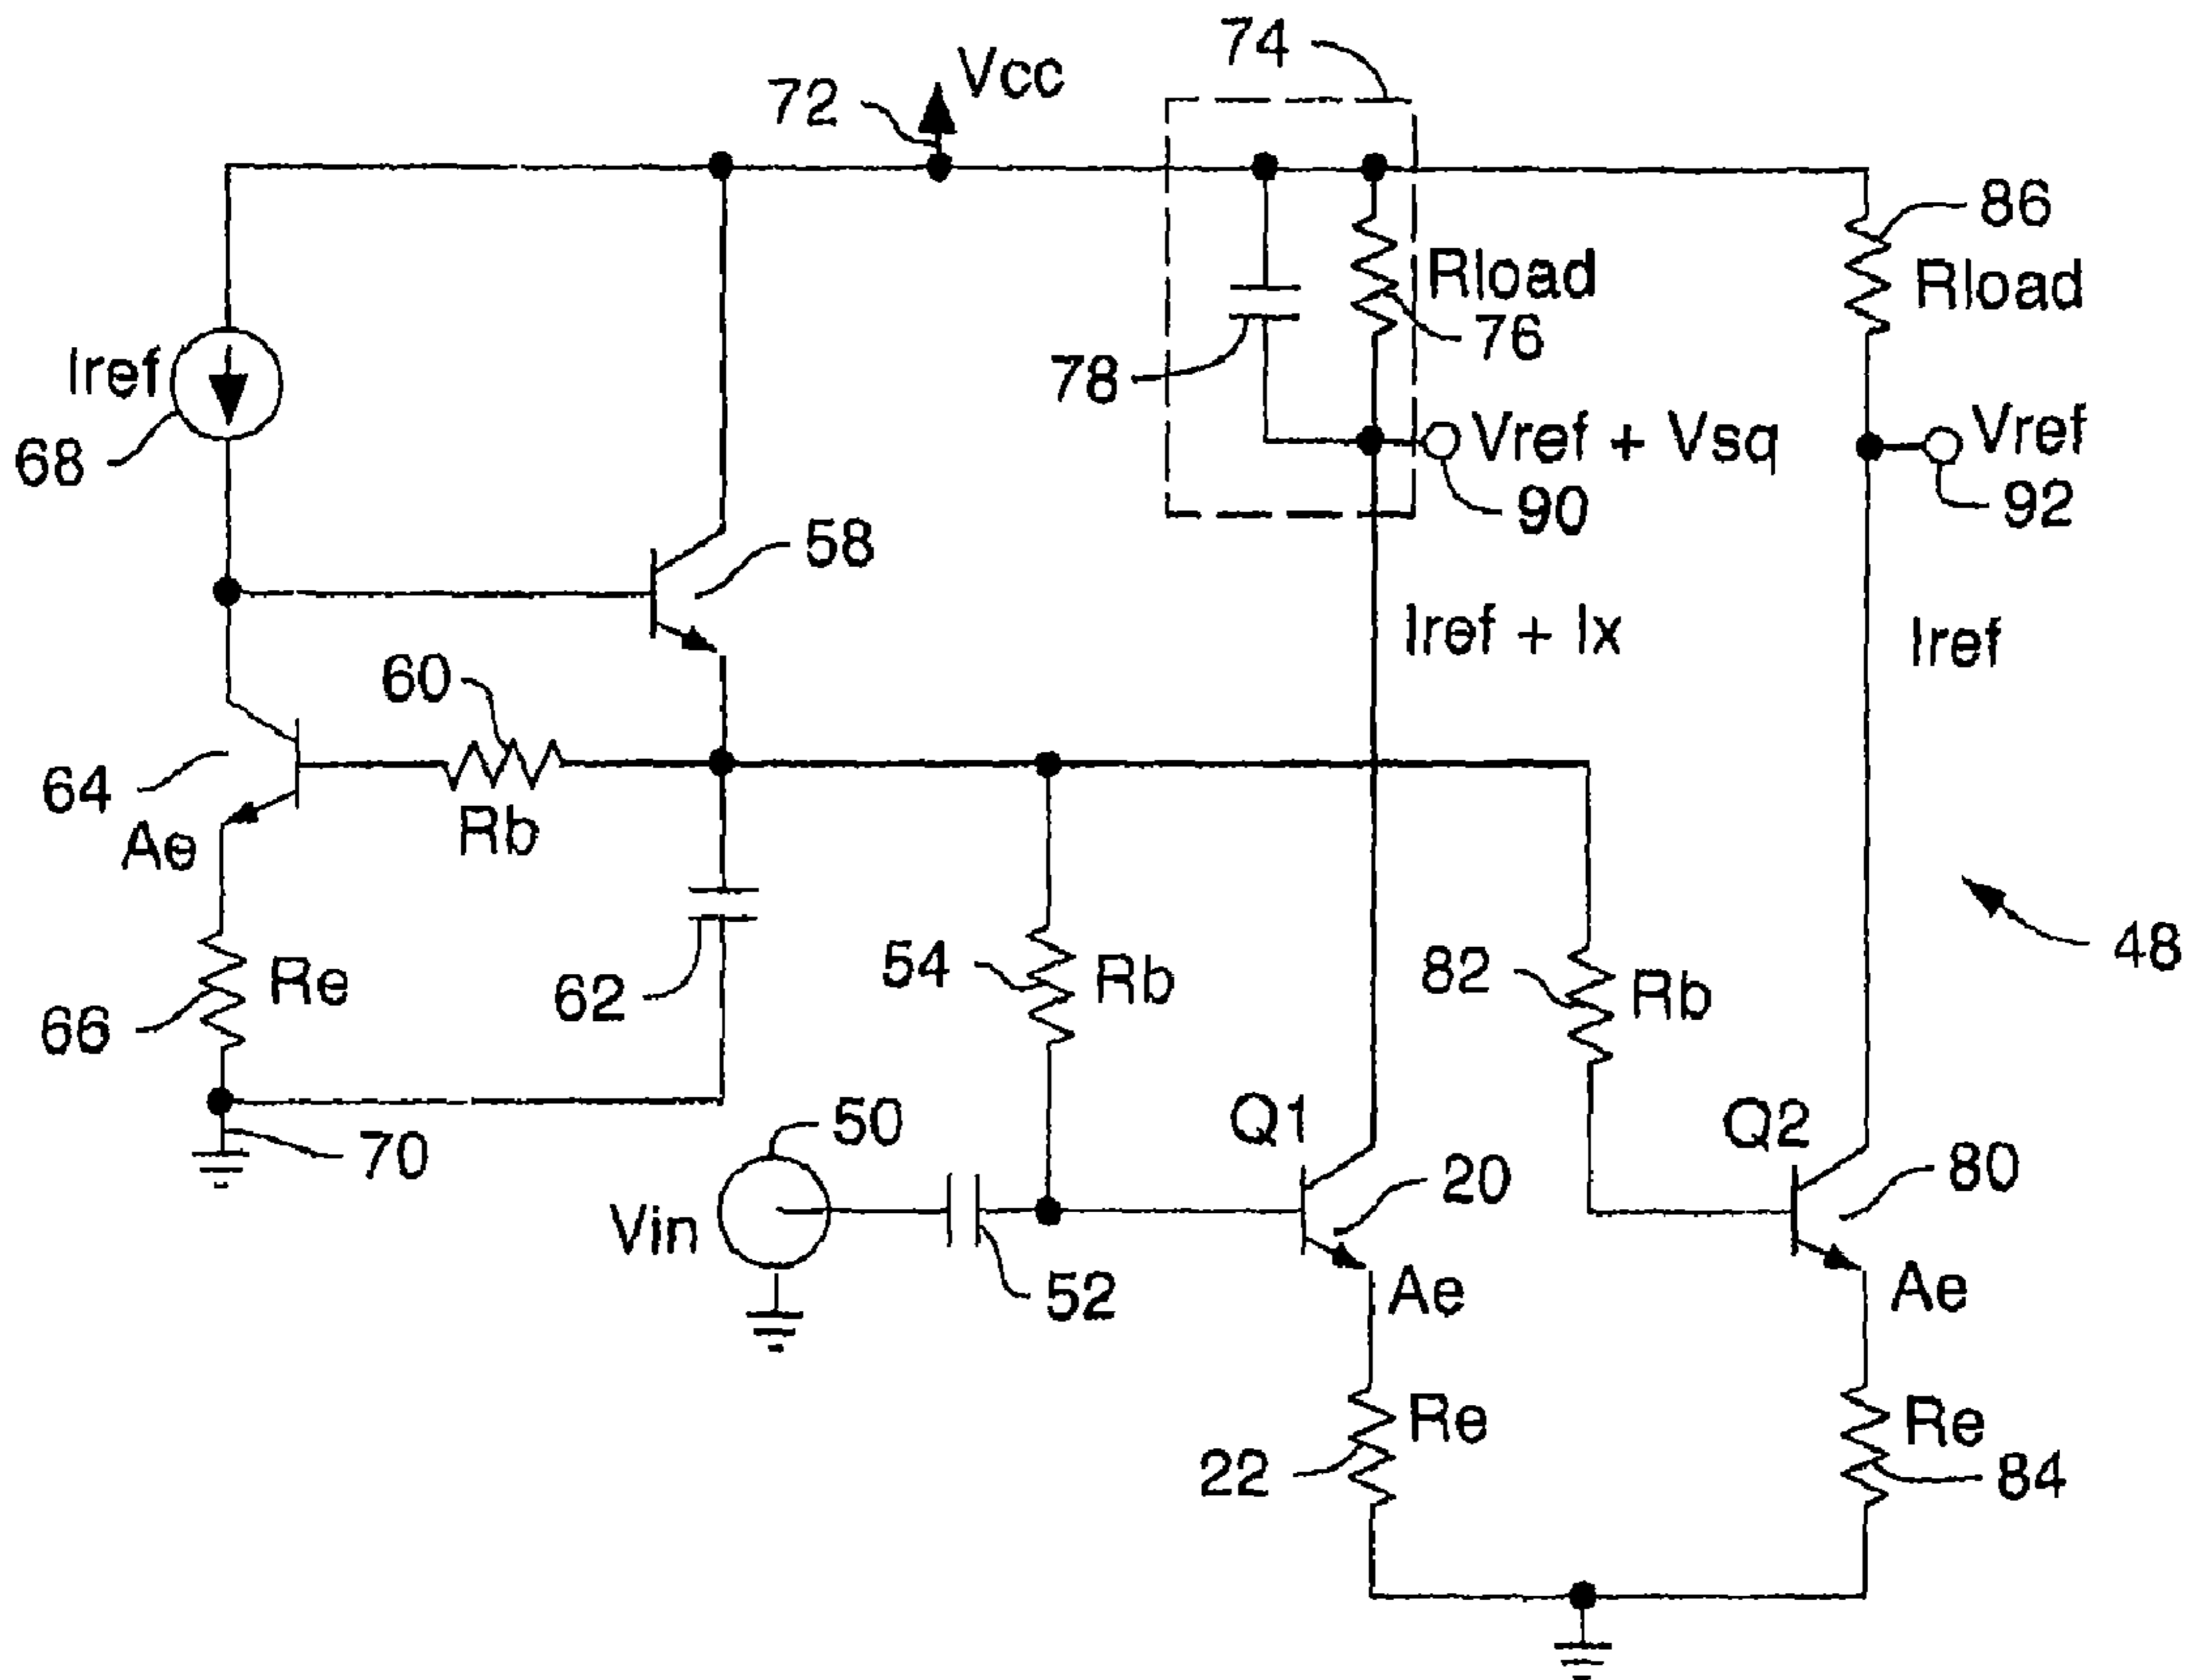 74
72
Vcc
86
Rload
Rload
76
Iref
78
68
Vref + Vsq
Vref
90
92
58
Iref + Ix
Iref
60
64
Rb
Ae
48
54
Rb
82
Rb
Re
62
66
50
Q1
Q2
70
20
80
Vin
52
Ae
Ae
Re
Re
22
84